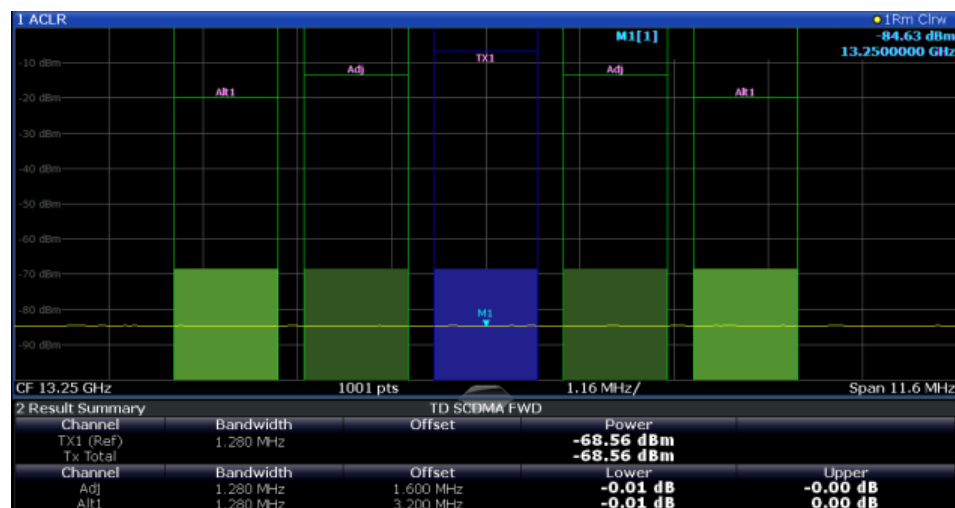 1 ACLR 1Rm Clrw
M1[1] -84.63 dBm
13.2500000 GHz
TX1
-10 dBm
Adj Adj
Alt1 Alt1
-20 dBm
-30 dBm
-40 dBm
-50 dBm
-60 dBm
-70 dBm
-80 dBm
M1
-90 dBm
CF 13.25 GHz 1001 pts 1.16 MHz/ Span 11.6 MHz
2 Result Summary TD SCDMA FWD
Channel Bandwidth Offset Power
TX1 (Ref) 1.280 MHz -68.56 dBm
Tx Total -68.56 dBm
Channel Bandwidth Offset Lower Upper
Adj 1.280 MHz 1.600 MHz -0.01 dB -0.00 dB
Alt1 1.280 MHz 3.200 MHz -0.01 dB 0.00 dB